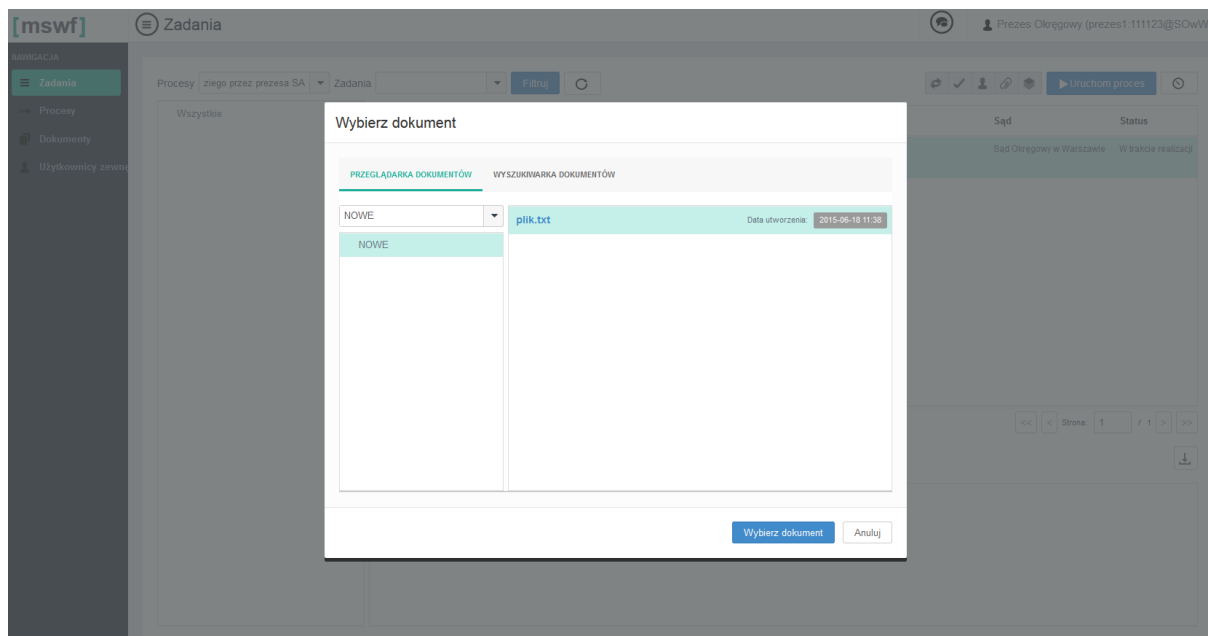 [mswf]
Zadania
Prezes Okręgowy (prezes1:111123@SOwW
NAWIGACJA
Zadania
Procesy
Dokumenty
Użytkownicy zewnę
Procesy ziego przez prezesa SA Zadania Filtruj Uruchom proces
Wszystkie
Sąd Status
Sąd Okręgowy w Warszawie W trakcie realizacji
Wybierz dokument
PRZEGLĄDARKA DOKUMENTÓW WYSZUKIWARKA DOKUMENTÓW
NOWE
plik.txt Data utworzenia: 2015-06-18 11:38
NOWE
<< < Strona: 1 / 1 > >>
Wybierz dokument Anuluj